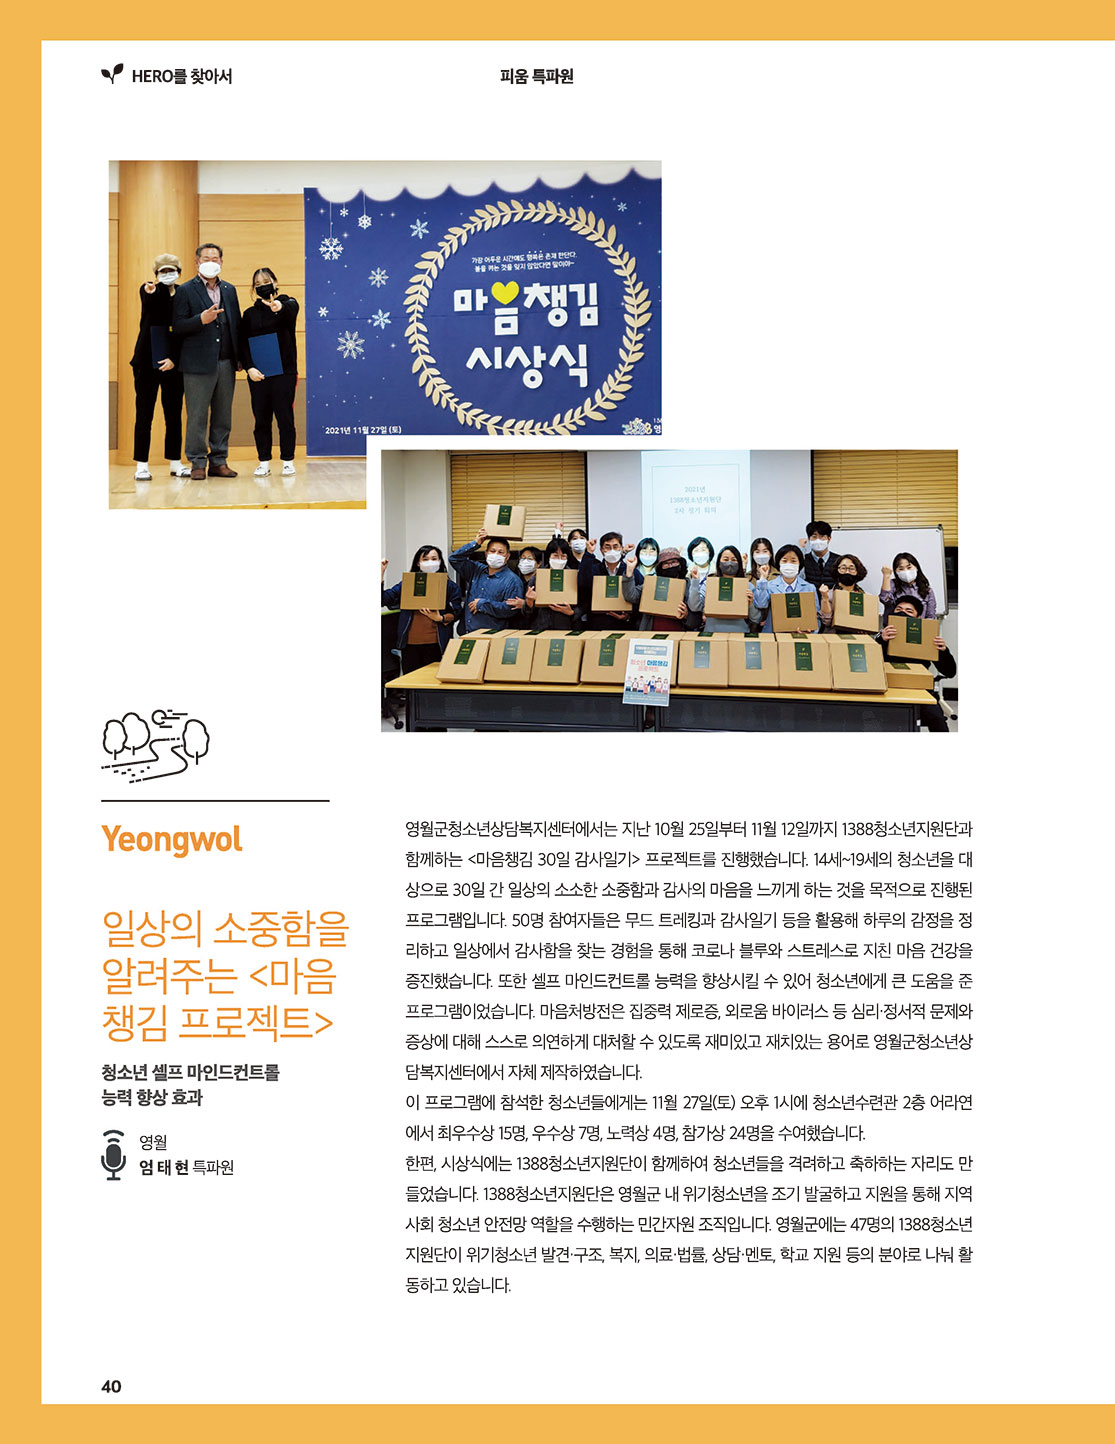 HERO를 찾아서
피움 특파원
가장 어두운 시간에도 행복은 존재 한단다.
불을 켜는 것을 잊지 않았다면 말이야~
마음챙김
시상식
2021년 11월 27일 (토)
2021년
1388청소년지원단
정기 회의
청소년 마음챙김
프로젝트
Yeongwol
일상의 소중함을
알려주는 <마음
챙김 프로젝트>
청소년 셀프 마인드컨트롤
능력 향상 효과
영월
엄태현 특파원
영월군청소년상담복지센터에서는 지난 10월 25일부터 11월 12일까지 1388청소년지원단과
함께하는 <마음챙김 30일 감사일기> 프로젝트를 진행했습니다. 14세~19세의 청소년을 대
상으로 30일 간 일상의 소소한 소중함과 감사의 마음을 느끼게 하는 것을 목적으로 진행된
프로그램입니다. 50명 참여자들은 무드 트레킹과 감사일기 등을 활용해 하루의 감정을 정
리하고 일상에서 감사함을 찾는 경험을 통해 코로나 블루와 스트레스로 지친 마음 건강을
증진했습니다. 또한 셀프 마인드컨트롤 능력을 향상시킬 수 있어 청소년에게 큰 도움을 준
프로그램이었습니다. 마음처방전은 집중력 제로증, 외로움 바이러스 등 심리·정서적 문제와
증상에 대해 스스로 의연하게 대처할 수 있도록 재미있고 재치있는 용어로 영월군청소년상
담복지센터에서 자체 제작하였습니다.
이 프로그램에 참석한 청소년들에게는 11월 27일(토) 오후 1시에 청소년수련관 2층 어라연
에서 최우수상 15명, 우수상 7명, 노력상 4명, 참가상 24명을 수여했습니다.
한편, 시상식에는 1388청소년지원단이 함께하여 청소년들을 격려하고 축하하는 자리도 만
들었습니다. 1388청소년지원단은 영월군 내 위기청소년을 조기 발굴하고 지원을 통해 지역
사회 청소년 안전망 역할을 수행하는 민간자원 조직입니다. 영월군에는 47명의 1388청소년
지원단이 위기청소년 발견·구조, 복지, 의료·법률, 상담·멘토, 학교 지원 등의 분야로 나눠 활
동하고 있습니다.
40